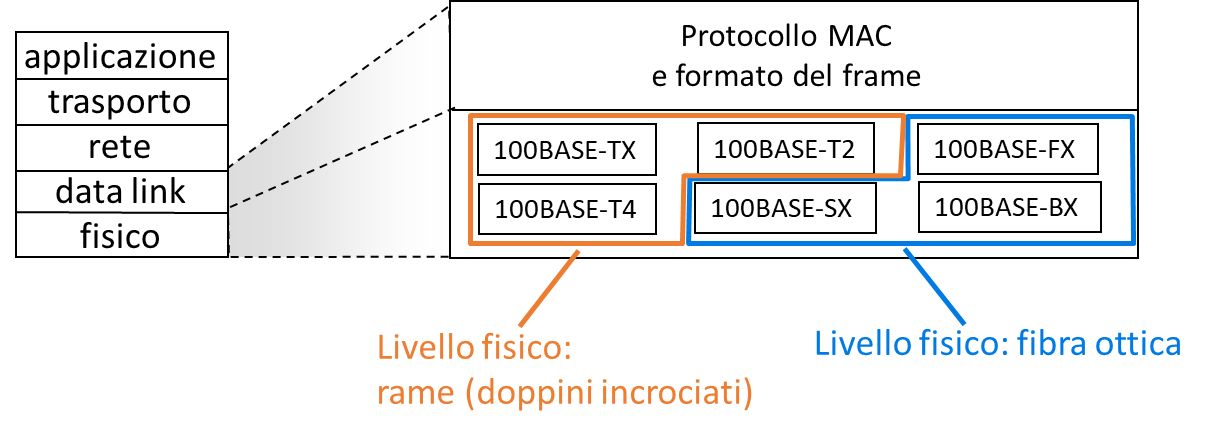 applicazione
trasporto
rete
data link
fisico
Protocollo MAC
e formato del frame
100BASE-TX
100BASE-T2
100BASE-FX
100BASE-T4
100BASE-SX
100BASE-BX
Livello fisico:
rame (doppini incrociati)
Livello fisico: fibra ottica